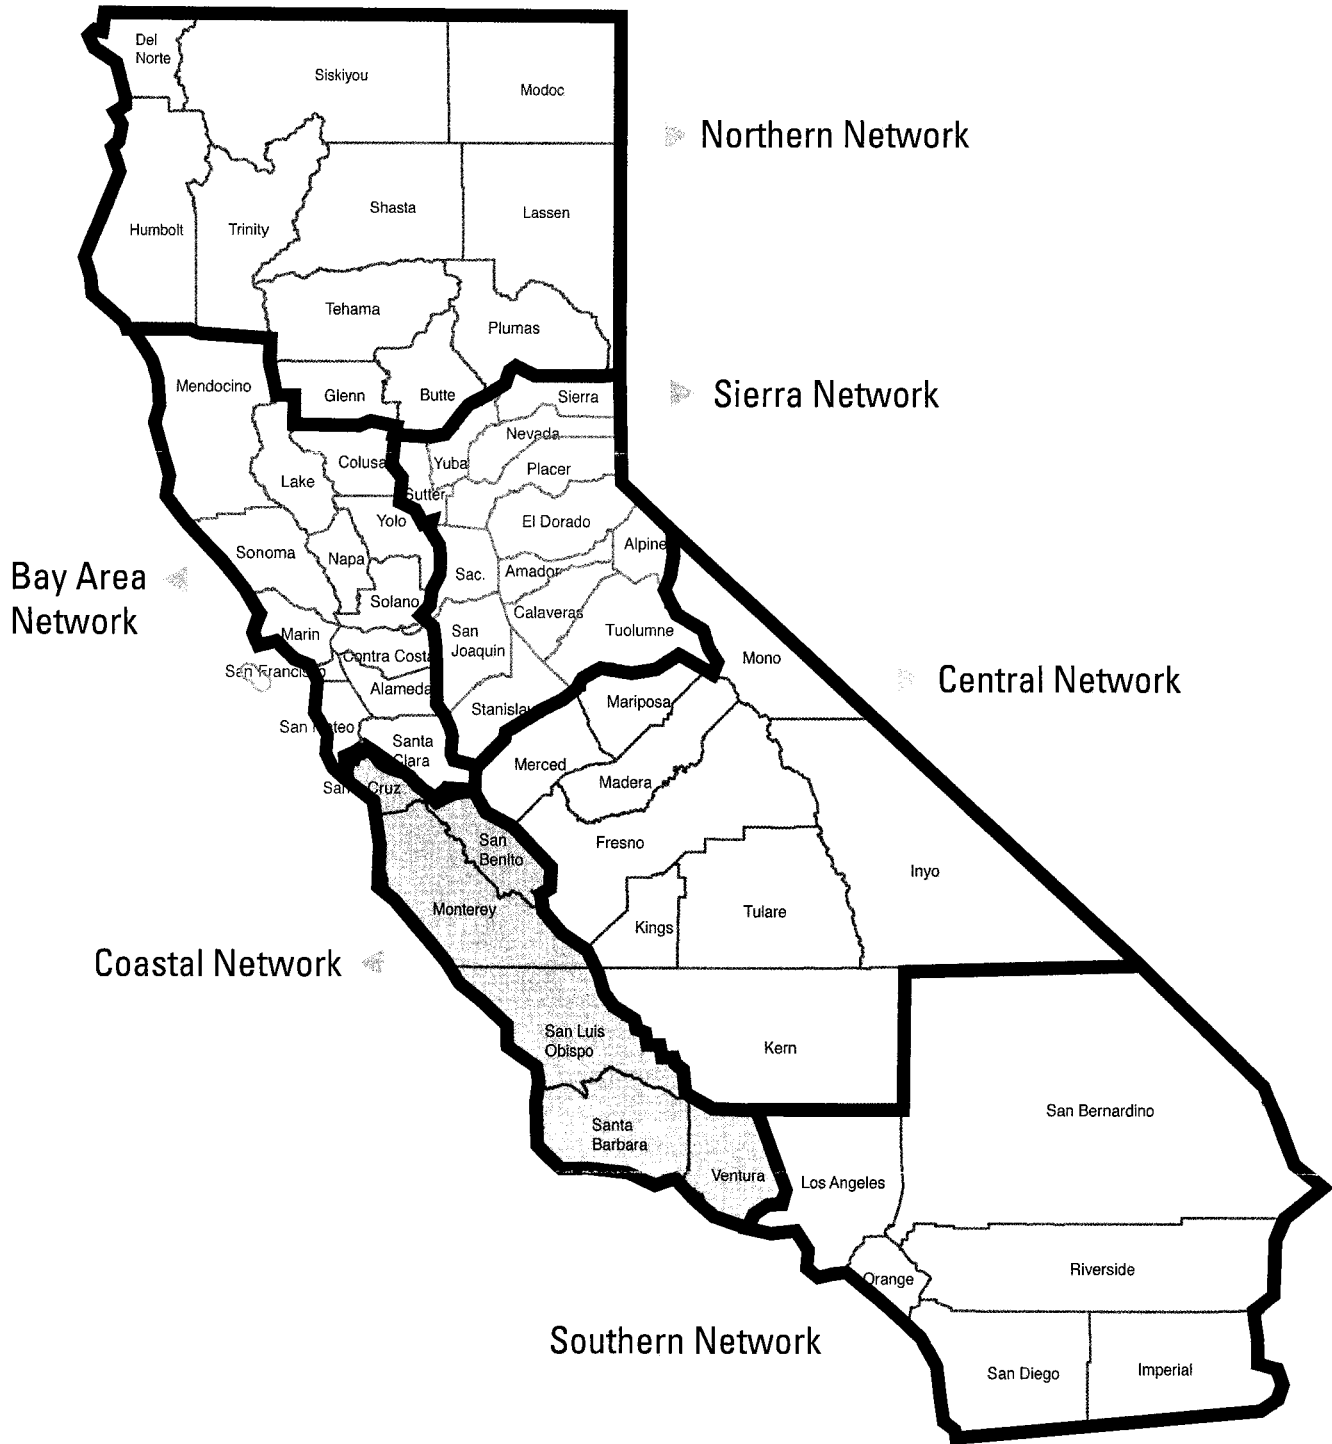 Del
Norte
Siskiyou
Modoc
Northern Network
Humbolt
Trinity
Shasta
Lassen
Tehama
Plumas
Mendocino
Glenn
Butte
Sierra
Sierra Network
Nevada
Colusa
Yuba
Placer
Lake
Sutter
Yolo
El Dorado
Sonoma
Napa
Alpine
Bay Area
Network
Sac.
Amador
Solano
Calaveras
Marin
San
Joaquin
Tuolumne
Contra Costa
Mono
San Francisco
Alameda
Central Network
Stanislau
Mariposa
San Mateo
Santa
Clara
Merced
Madera
Santa Cruz
San
Benito
Fresno
Inyo
Monterey
Kings
Tulare
Coastal Network
San Luis
Obispo
Kern
San Bernardino
Santa
Barbara
Ventura
Los Angeles
Orange
Riverside
Southern Network
San Diego
Imperial